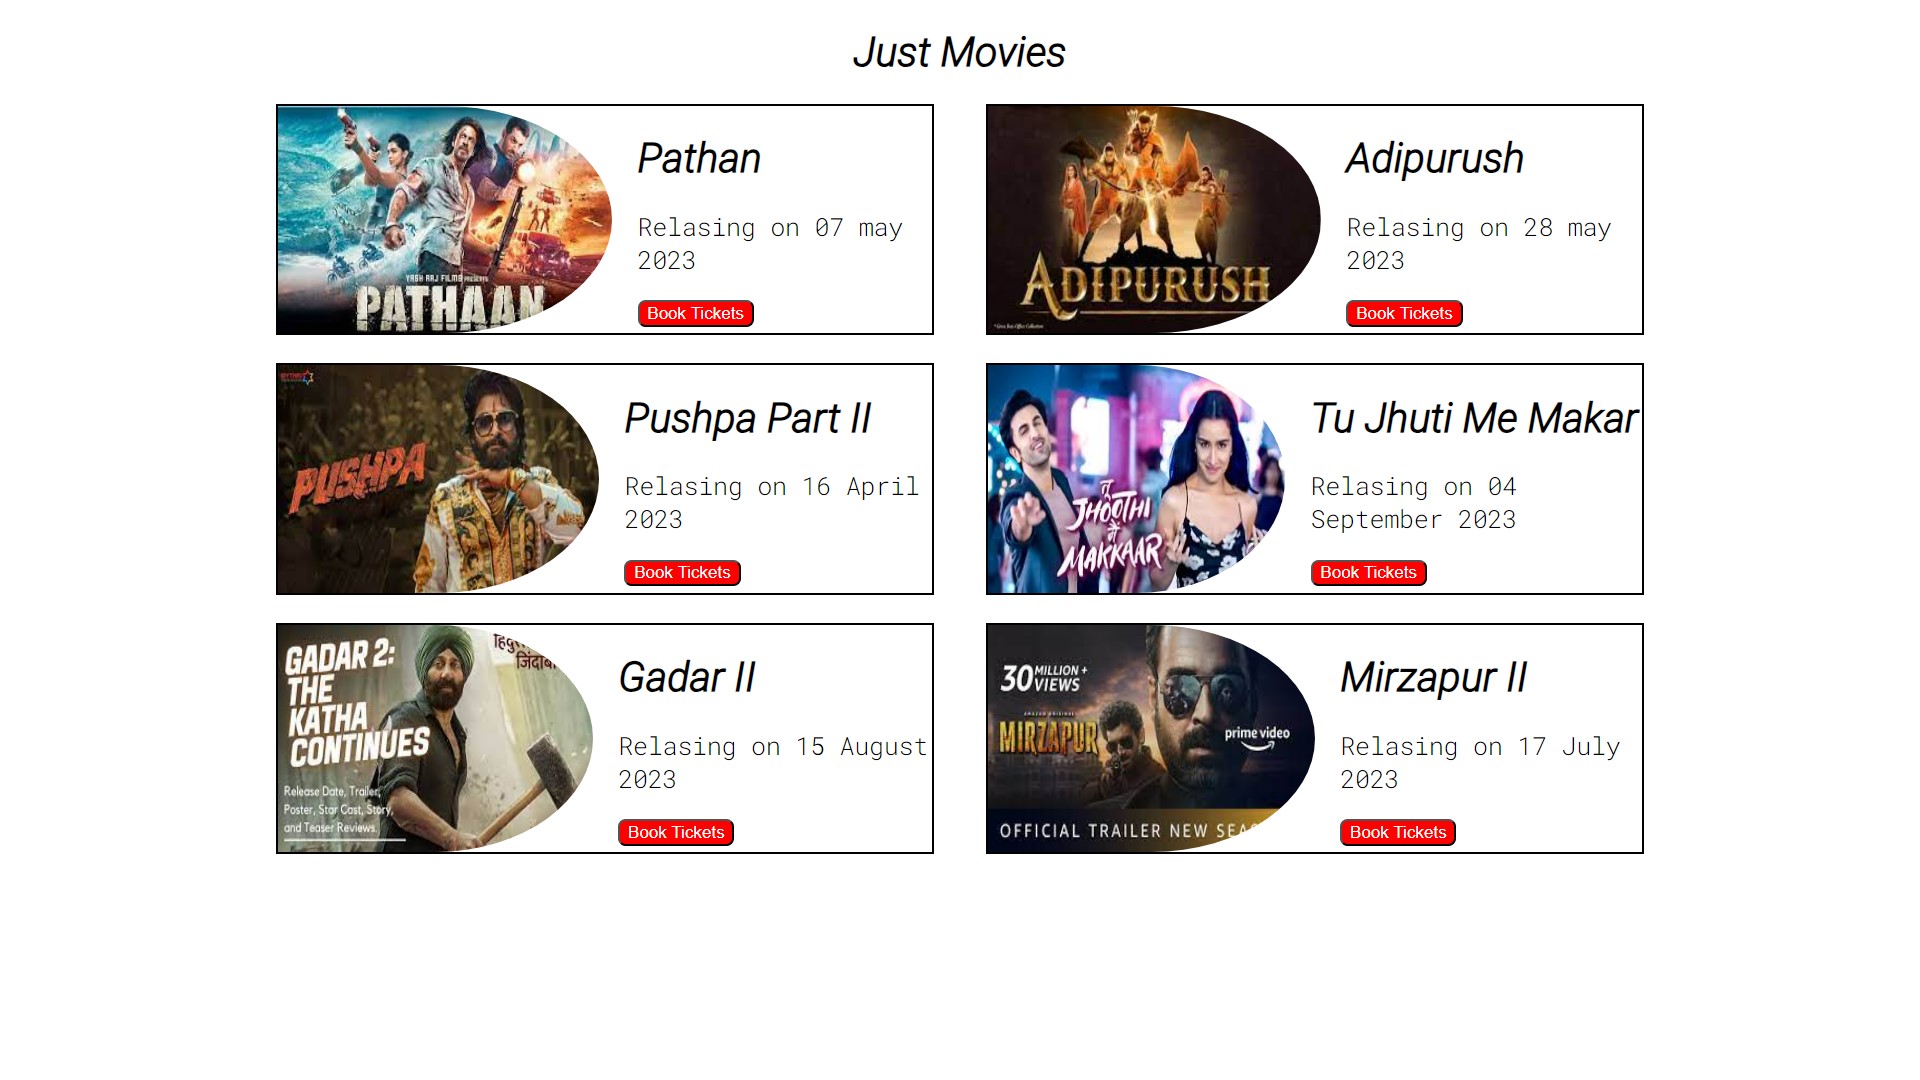 Just Movies
YASH RAJ FILMS PRESENTS
PATHAAN
Pathan
Relasing on 07 may
2023
Book Tickets
ADIPURUSH
Adipurush
Relasing on 28 may
2023
Book Tickets
PUSHPA
Pushpa Part II
Relasing on 16 April
2023
Book Tickets
तू
JHOOTHI
मैं
MAKKAAR
Tu Jhuti Me Makar
Relasing on 04
September 2023
Book Tickets
GADAR 2:
THE
KATHA
CONTINUES
Release Date, Trailer,
Poster, Star Cast, Story,
and Teaser Reviews.
जिंदाब
Gadar II
Relasing on 15 August
2023
Book Tickets
30 MILLION +
VIEWS
AMAZON ORIGINAL
MIRZAPUR
prime video
OFFICIAL TRAILER NEW SEAS
Mirzapur II
Relasing on 17 July
2023
Book Tickets